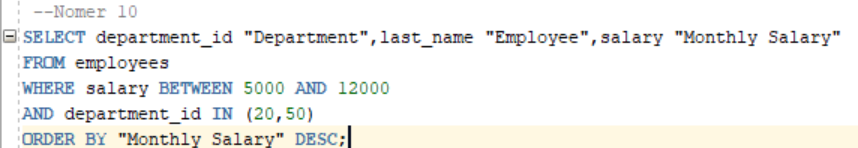 --Nomer 10
SELECT department_id "Department",last_name "Employee",salary "Monthly Salary"
FROM employees
WHERE salary BETWEEN 5000 AND 12000
AND department_id IN (20,50)
ORDER BY "Monthly Salary" DESC;